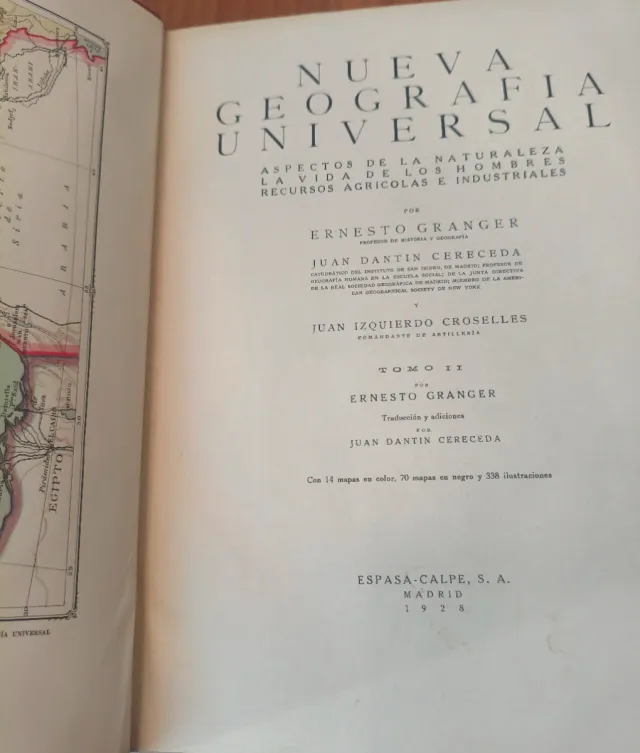 NUEVA
GEOGRAFIA
UNIVERSAL
ASPECTOS DE LA NATURALEZA
LA VIDA DE LOS HOMBRES
RECURSOS AGRICOLAS E INDUSTRIALES
POR
ERNESTO GRANGER
PROFESOR DE HISTORIA Y GEOGRAFÍA
JUAN DANTIN CERECEDA
CATEDRÁTICO DEL INSTITUTO DE SAN ISIDRO, DE MADRID; PROFESOR DE
GEOGRAFÍA HUMANA EN LA ESCUELA SOCIAL; DE LA JUNTA DIRECTIVA
DE LA REAL SOCIEDAD GEOGRÁFICA DE MADRID; MIEMBRO DE LA AMERI-
CAN GEOGRAPHICAL SOCIETY OF NEW YORK
Y
JUAN IZQUIERDO CROSELLES
COMANDANTE DE ARTILLERÍA
TOMO II
POR
ERNESTO GRANGER
Traducción y adiciones
POR
JUAN DANTIN CERECEDA
Con 14 mapas en color, 70 mapas en negro y 338 ilustraciones
ESPASA-CALPE, S. A.
MADRID
1928
Siria
ARABIA
EGIPTO
ÍA UNIVERSAL